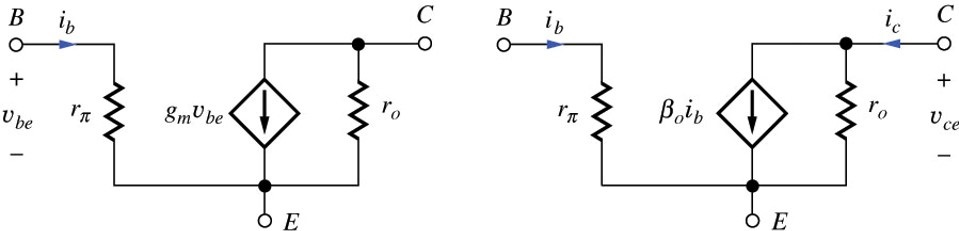 B i_b C B i_b i_c C
+ +
v_be r_π g_m v_be r_o r_π β_o i_b r_o v_ce
− −
E E